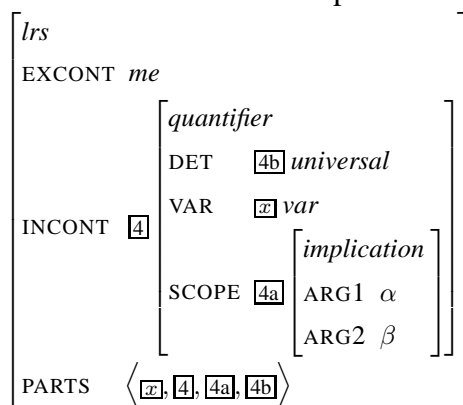 lrs
EXCONT me
quantifier
DET 4b universal
VAR x var
implication
INCONT 4
SCOPE 4a ARG1 α
ARG2 β
PARTS ⟨ x, 4, 4a, 4b ⟩